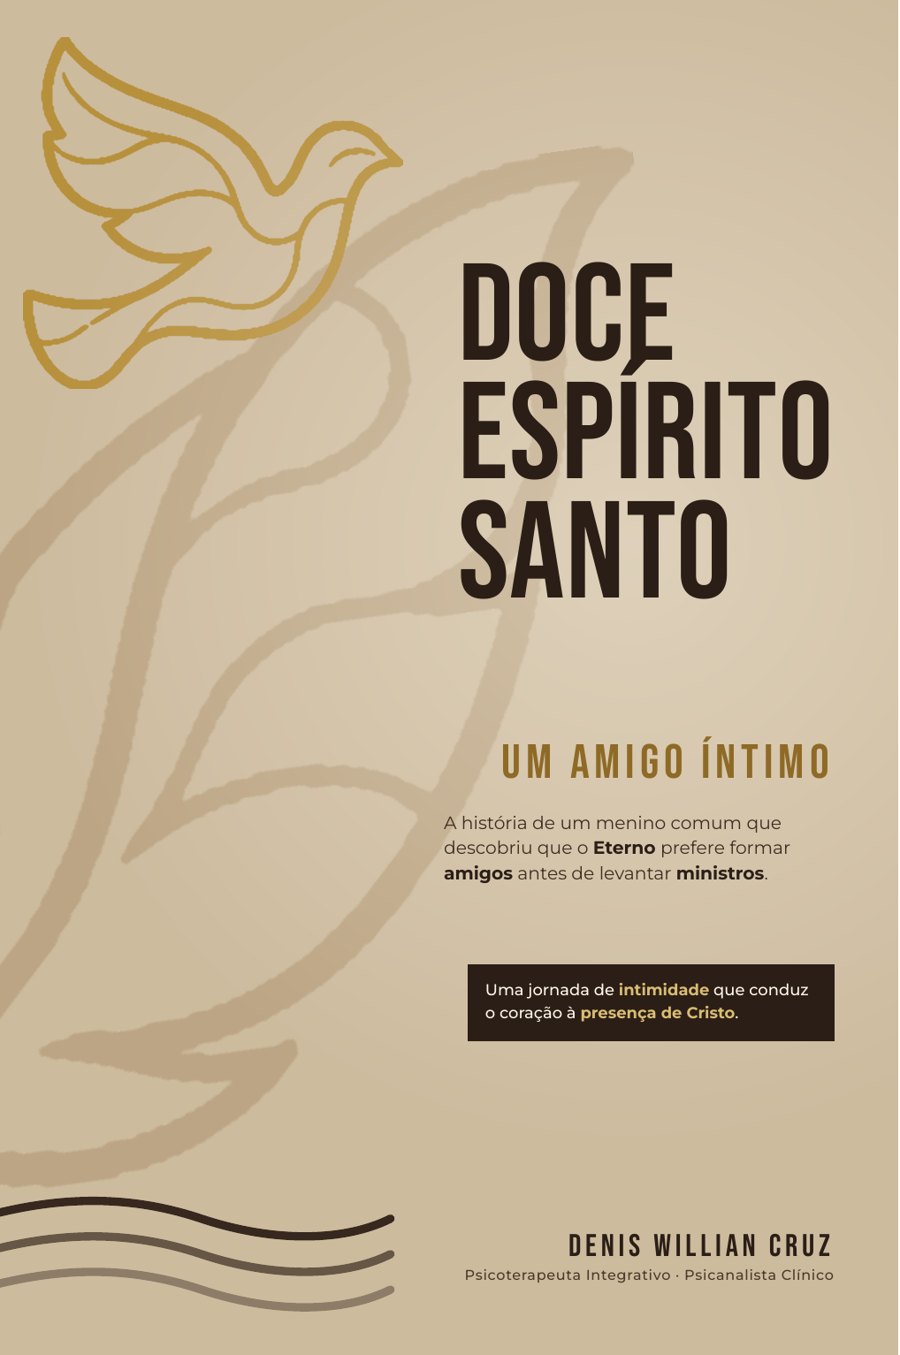 DOCE
ESPÍRITO
SANTO
UM AMIGO ÍNTIMO
A história de um menino comum que
descobriu que o Eterno prefere formar
amigos antes de levantar ministros.
Uma jornada de intimidade que conduz
o coração à presença de Cristo.
DENIS WILLIAN CRUZ
Psicoterapeuta Integrativo · Psicanalista Clínico